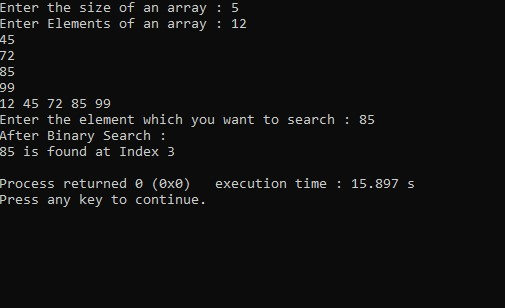 Enter the size of an array : 5
Enter Elements of an array : 12
45
72
85
99
12 45 72 85 99
Enter the element which you want to search : 85
After Binary Search :
85 is found at Index 3
Process returned 0 (0x0)   execution time : 15.897 s
Press any key to continue.